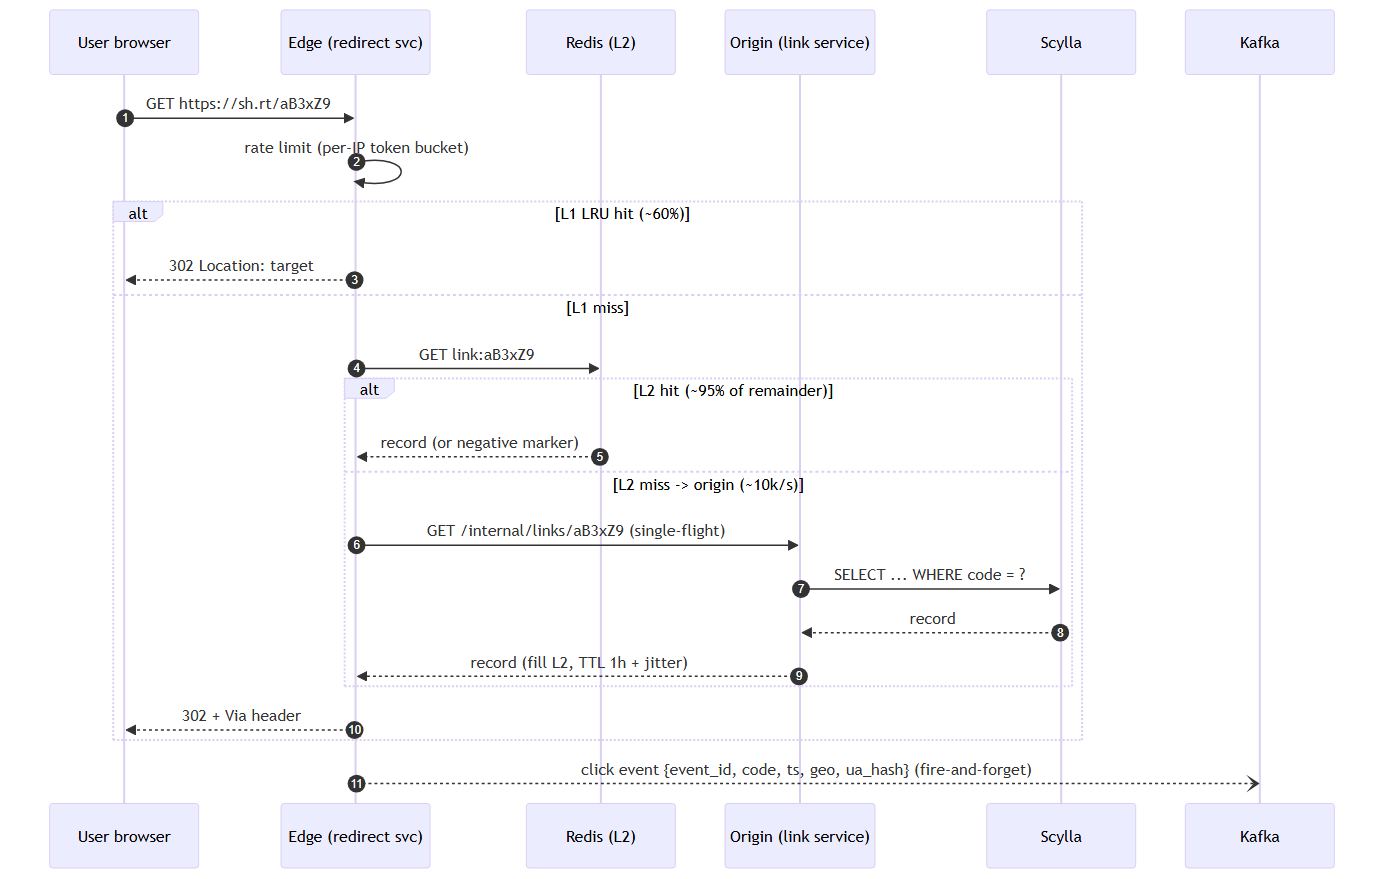 User browser
Edge (redirect svc)
Redis (L2)
Origin (link service)
Scylla
Kafka
GET https://sh.rt/aB3xZ9
1
rate limit (per-IP token bucket)
2
alt
[L1 LRU hit (~60%)]
302 Location: target
3
[L1 miss]
GET link:aB3xZ9
4
alt
[L2 hit (~95% of remainder)]
record (or negative marker)
5
[L2 miss -> origin (~10k/s)]
GET /internal/links/aB3xZ9 (single-flight)
6
SELECT ... WHERE code = ?
7
record
8
record (fill L2, TTL 1h + jitter)
9
302 + Via header
10
click event {event_id, code, ts, geo, ua_hash} (fire-and-forget)
11
User browser
Edge (redirect svc)
Redis (L2)
Origin (link service)
Scylla
Kafka